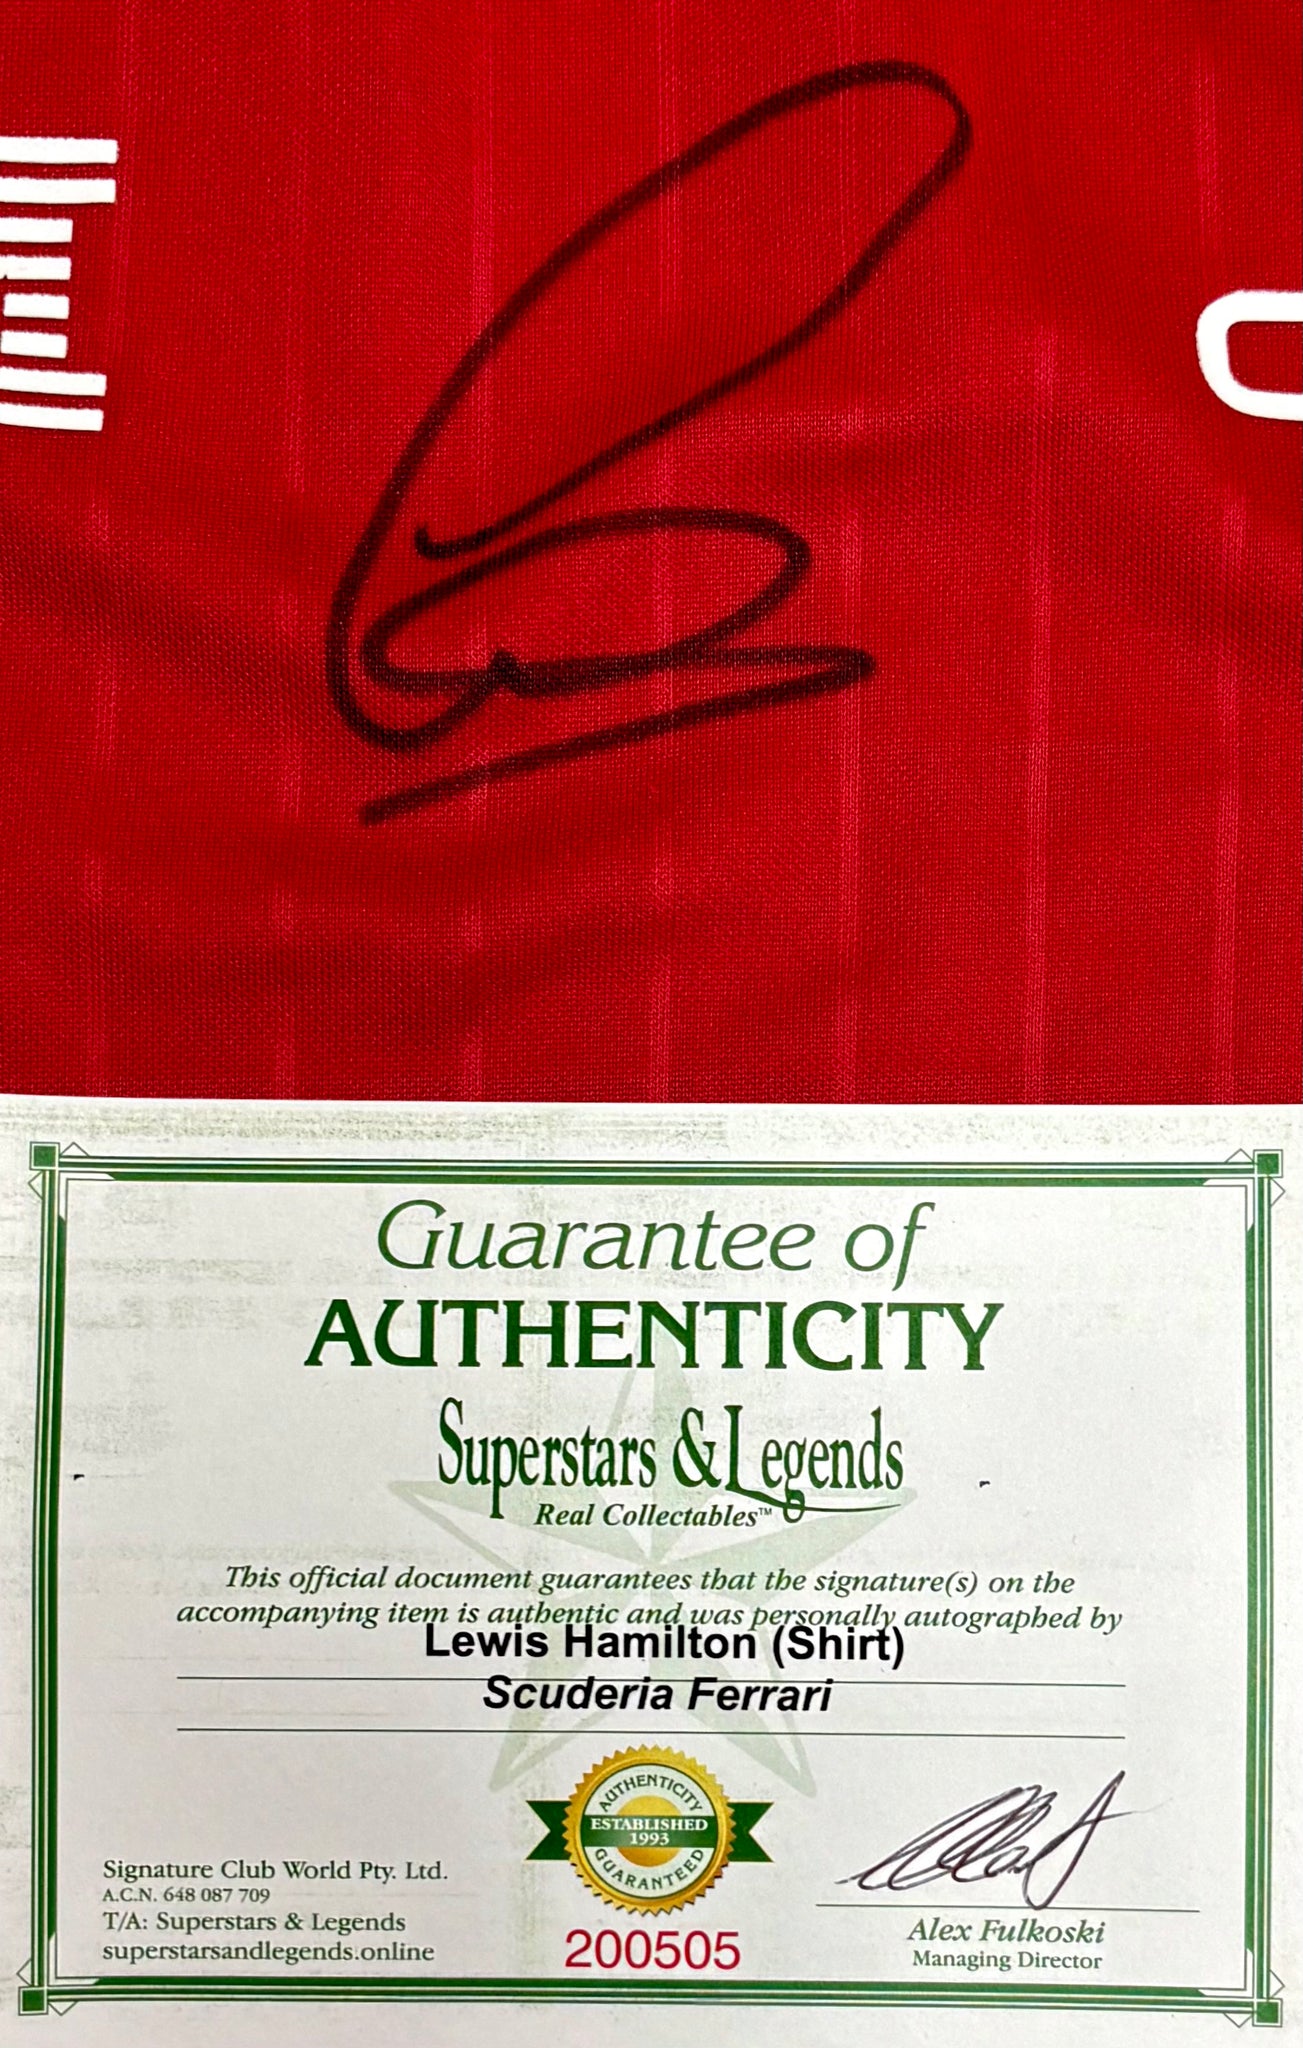 Guarantee of
AUTHENTICITY
Superstars & Legends
Real Collectables™
This official document guarantees that the signature(s) on the
accompanying item is authentic and was personally autographed by
Lewis Hamilton (Shirt)
Scuderia Ferrari
AUTHENTICITY
ESTABLISHED
1993
GUARANTEED
Signature Club World Pty. Ltd.
A.C.N. 648 087 709
T/A: Superstars & Legends
superstarsandlegends.online
200505
Alex Fulkoski
Managing Director